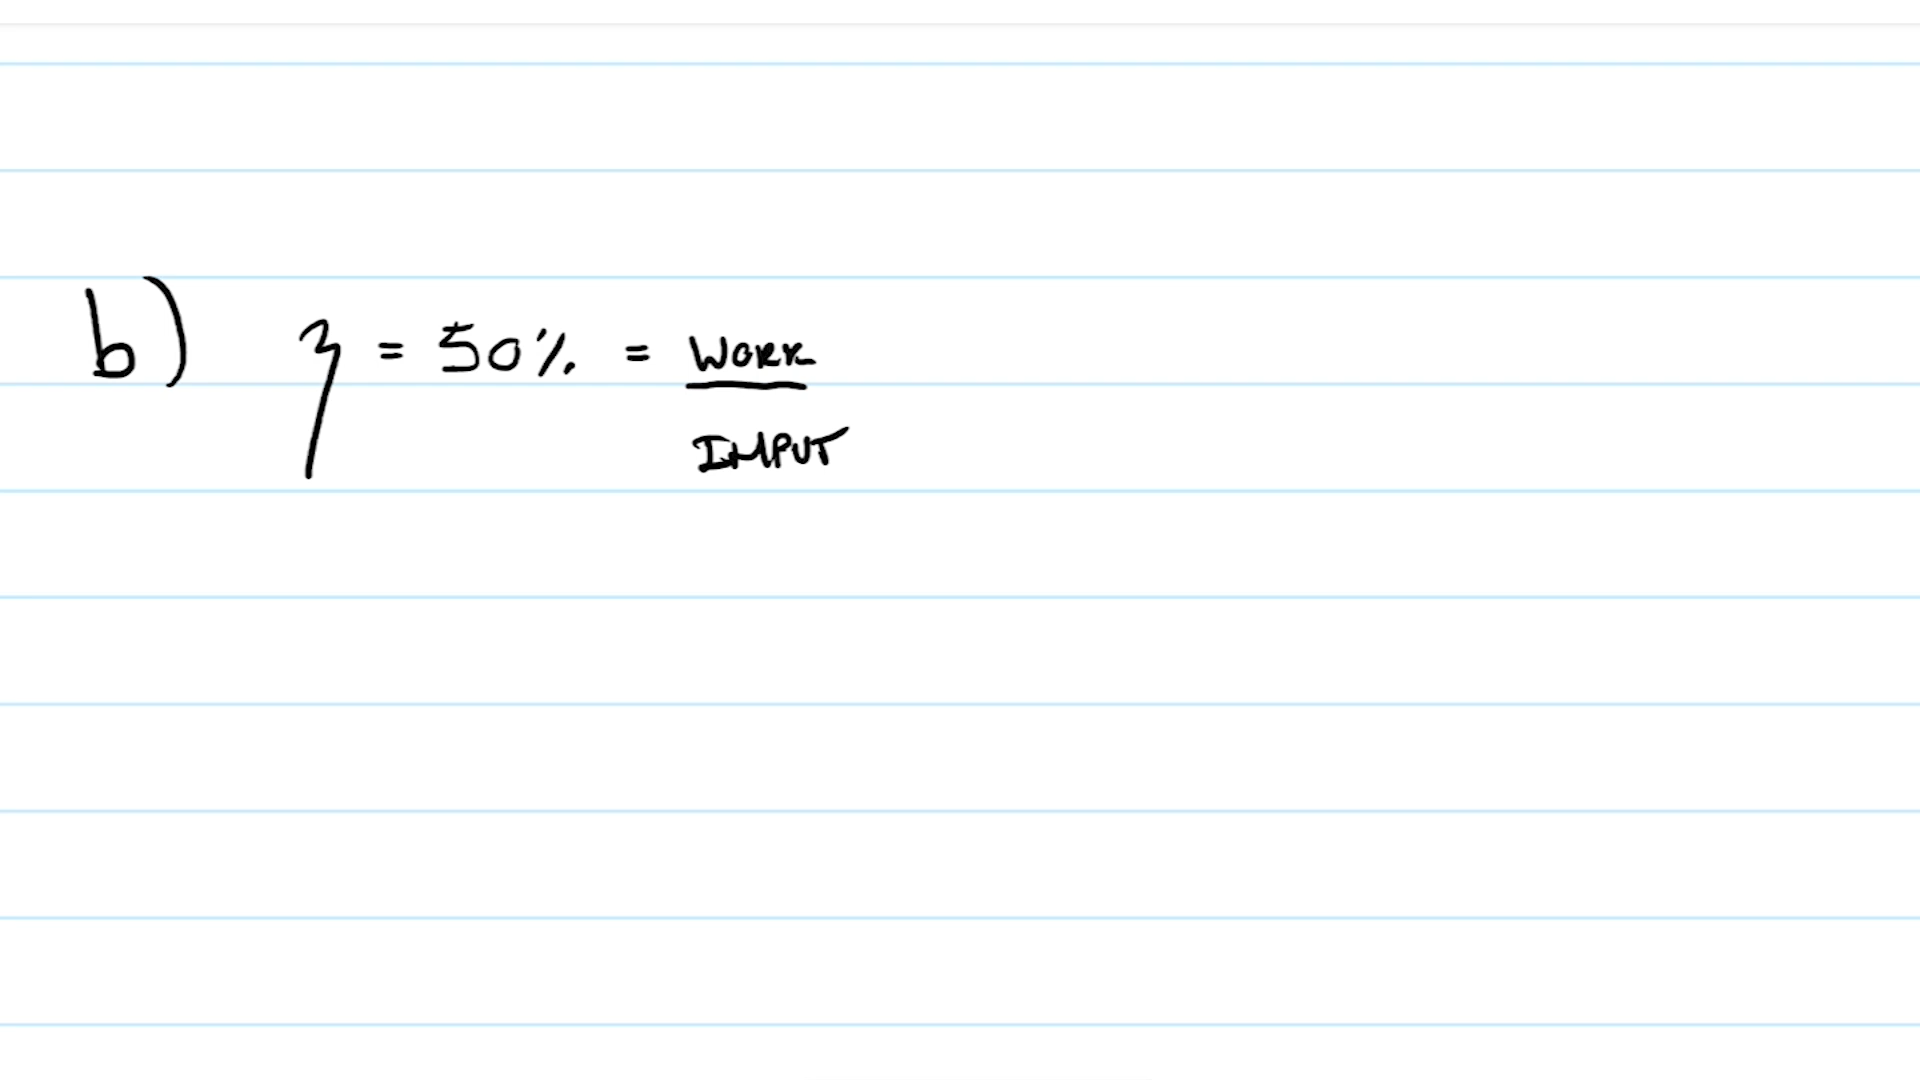 b) η = 50% = WORK
INPUT